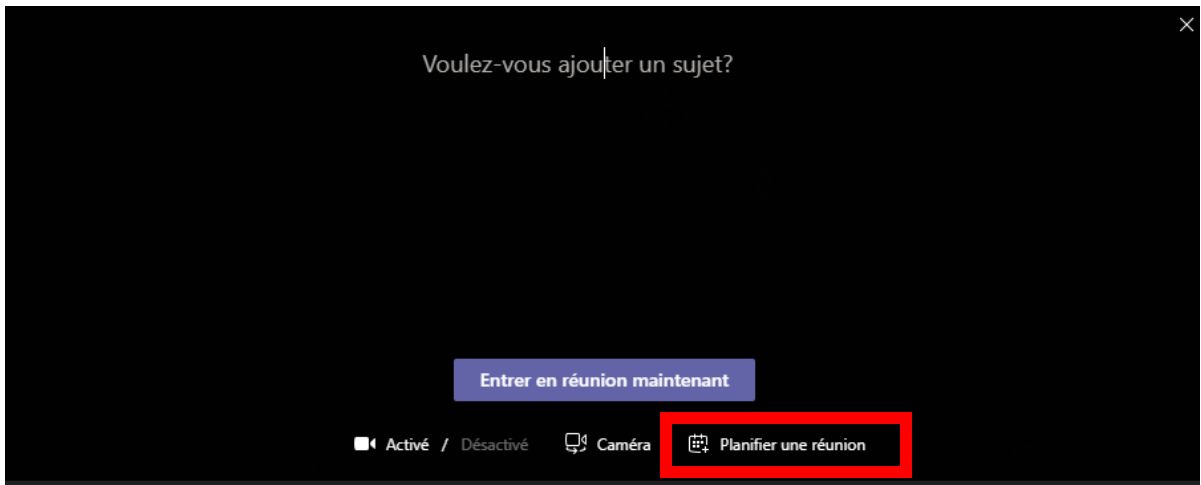 Voulez-vous ajouter un sujet?
Entrer en réunion maintenant
Activé / Désactivé Caméra Planifier une réunion